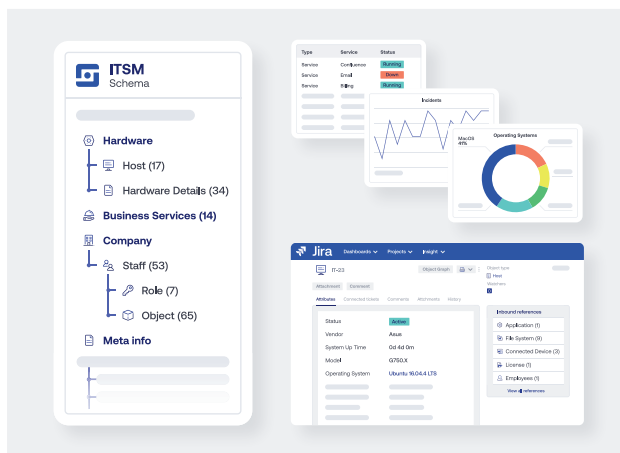 ITSM
Schema
Hardware
Host (17)
Hardware Details (34)
Business Services (14)
Company
Staff (53)
Role (7)
Object (65)
Meta info
Type Service Status
Service Confluence Running
Service Email Down
Service Billing Running
Incidents
Operating Systems
MacOS
41%
Jira Dashboards Projects Insight
IT-23 Object Graph
Attachment Comment
Attributes Connected tickets Comments Attachments History
Status Active
Vendor Asus
System Up Time 0d 4d 0m
Model G750.X
Operating System Ubuntu 16.04.4 LTS
Object type
Host
Watchers
Inbound references
Application (1)
File System (9)
Connected Device (3)
License (1)
Employees (1)
View all references